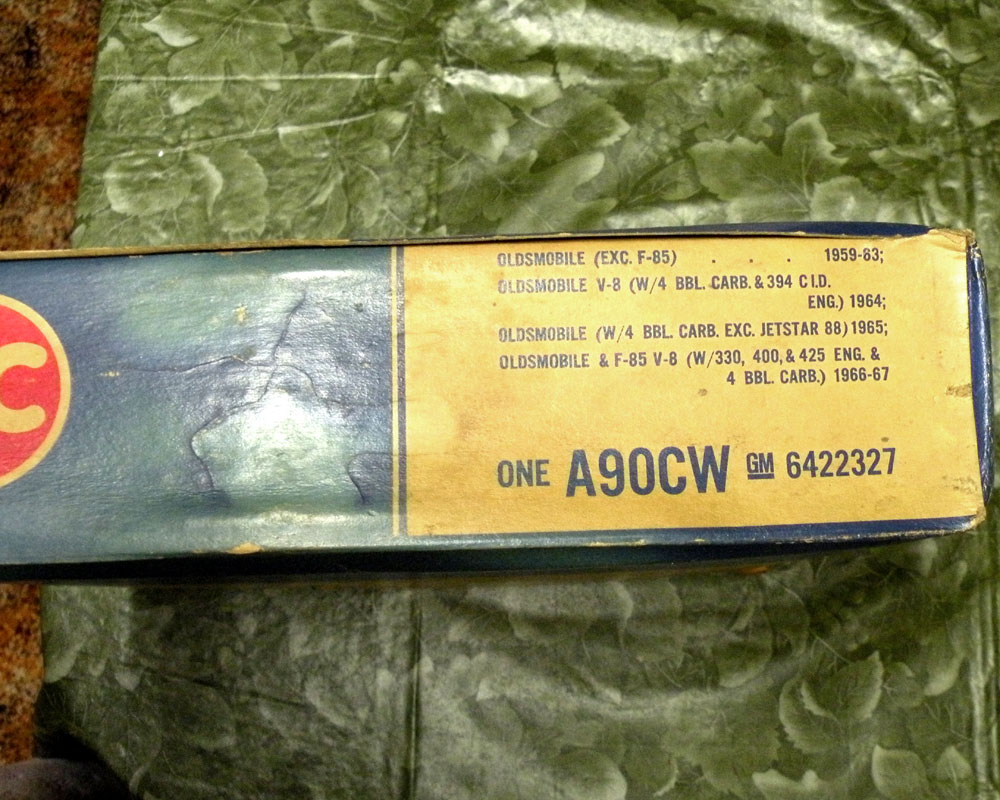 OLDSMOBILE (EXC. F-85) . . . 1959-63;
OLDSMOBILE V-8 (W/4 BBL. CARB. & 394 C I.D.
ENG.) 1964;
OLDSMOBILE (W/4 BBL. CARB. EXC. JETSTAR 88) 1965;
OLDSMOBILE & F-85 V-8 (W/330, 400, & 425 ENG. &
4 BBL. CARB.) 1966-67
C
ONE A90CW GM 6422327